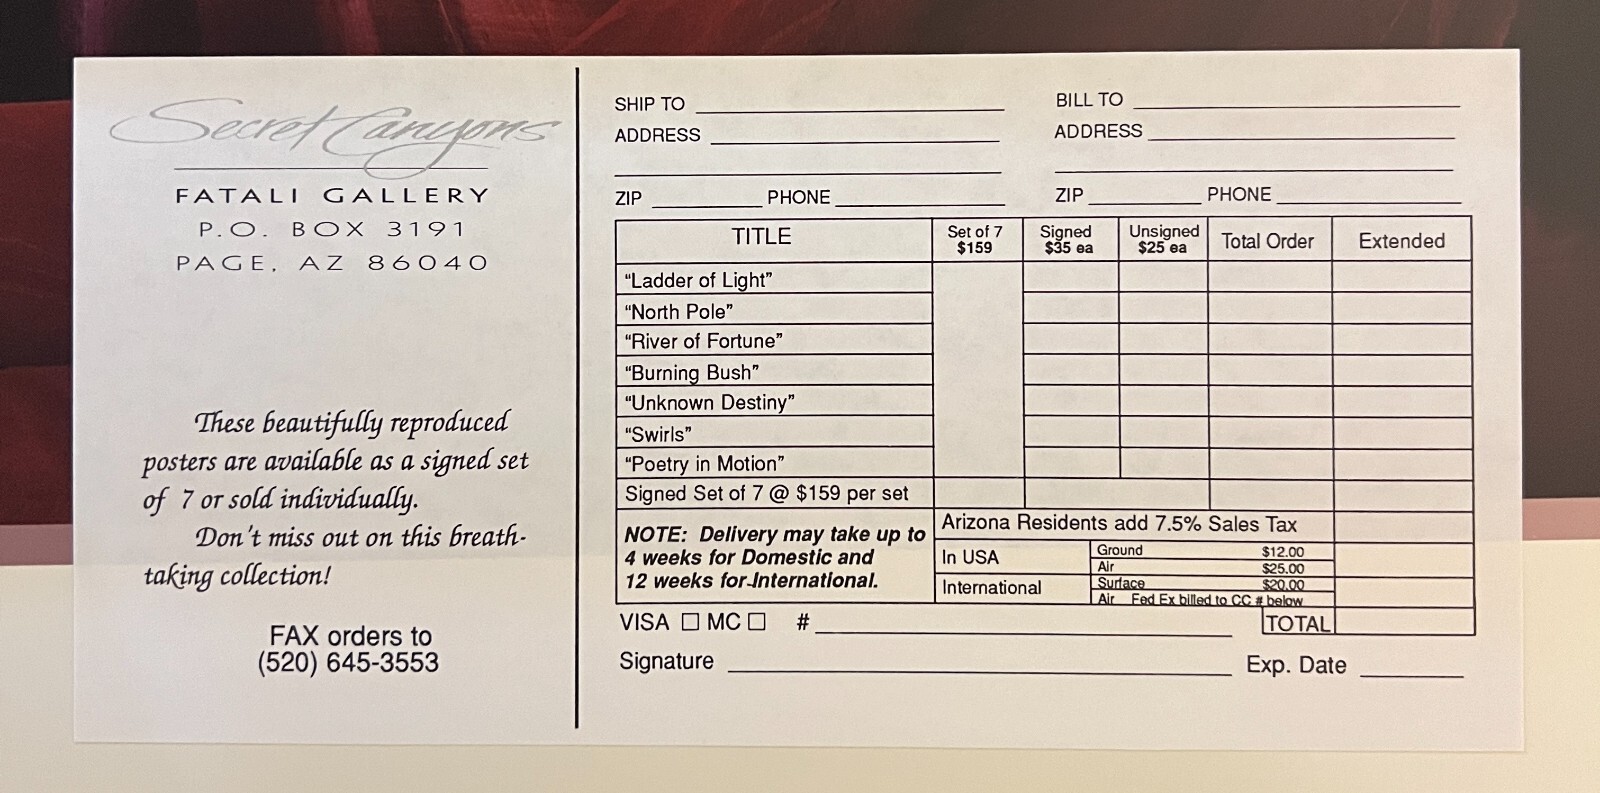 Secret Canyons
FATALI GALLERY
P.O. BOX 3191
PAGE, AZ 86040
These beautifully reproduced
posters are available as a signed set
of 7 or sold individually.
Don't miss out on this breath-
taking collection!
FAX orders to
(520) 645-3553
SHIP TO BILL TO
ADDRESS ADDRESS
ZIP PHONE ZIP PHONE
TITLE Set of 7 $159 Signed $35 ea Unsigned $25 ea Total Order Extended
“Ladder of Light”
“North Pole”
“River of Fortune”
“Burning Bush”
“Unknown Destiny”
“Swirls”
“Poetry in Motion”
Signed Set of 7 @ $159 per set
NOTE: Delivery may take up to
4 weeks for Domestic and
12 weeks for International.
Arizona Residents add 7.5% Sales Tax
In USA Ground $12.00
Air $25.00
International Surface $20.00
Air Fed Ex billed to CC # below
VISA □ MC □ # TOTAL
Signature Exp. Date